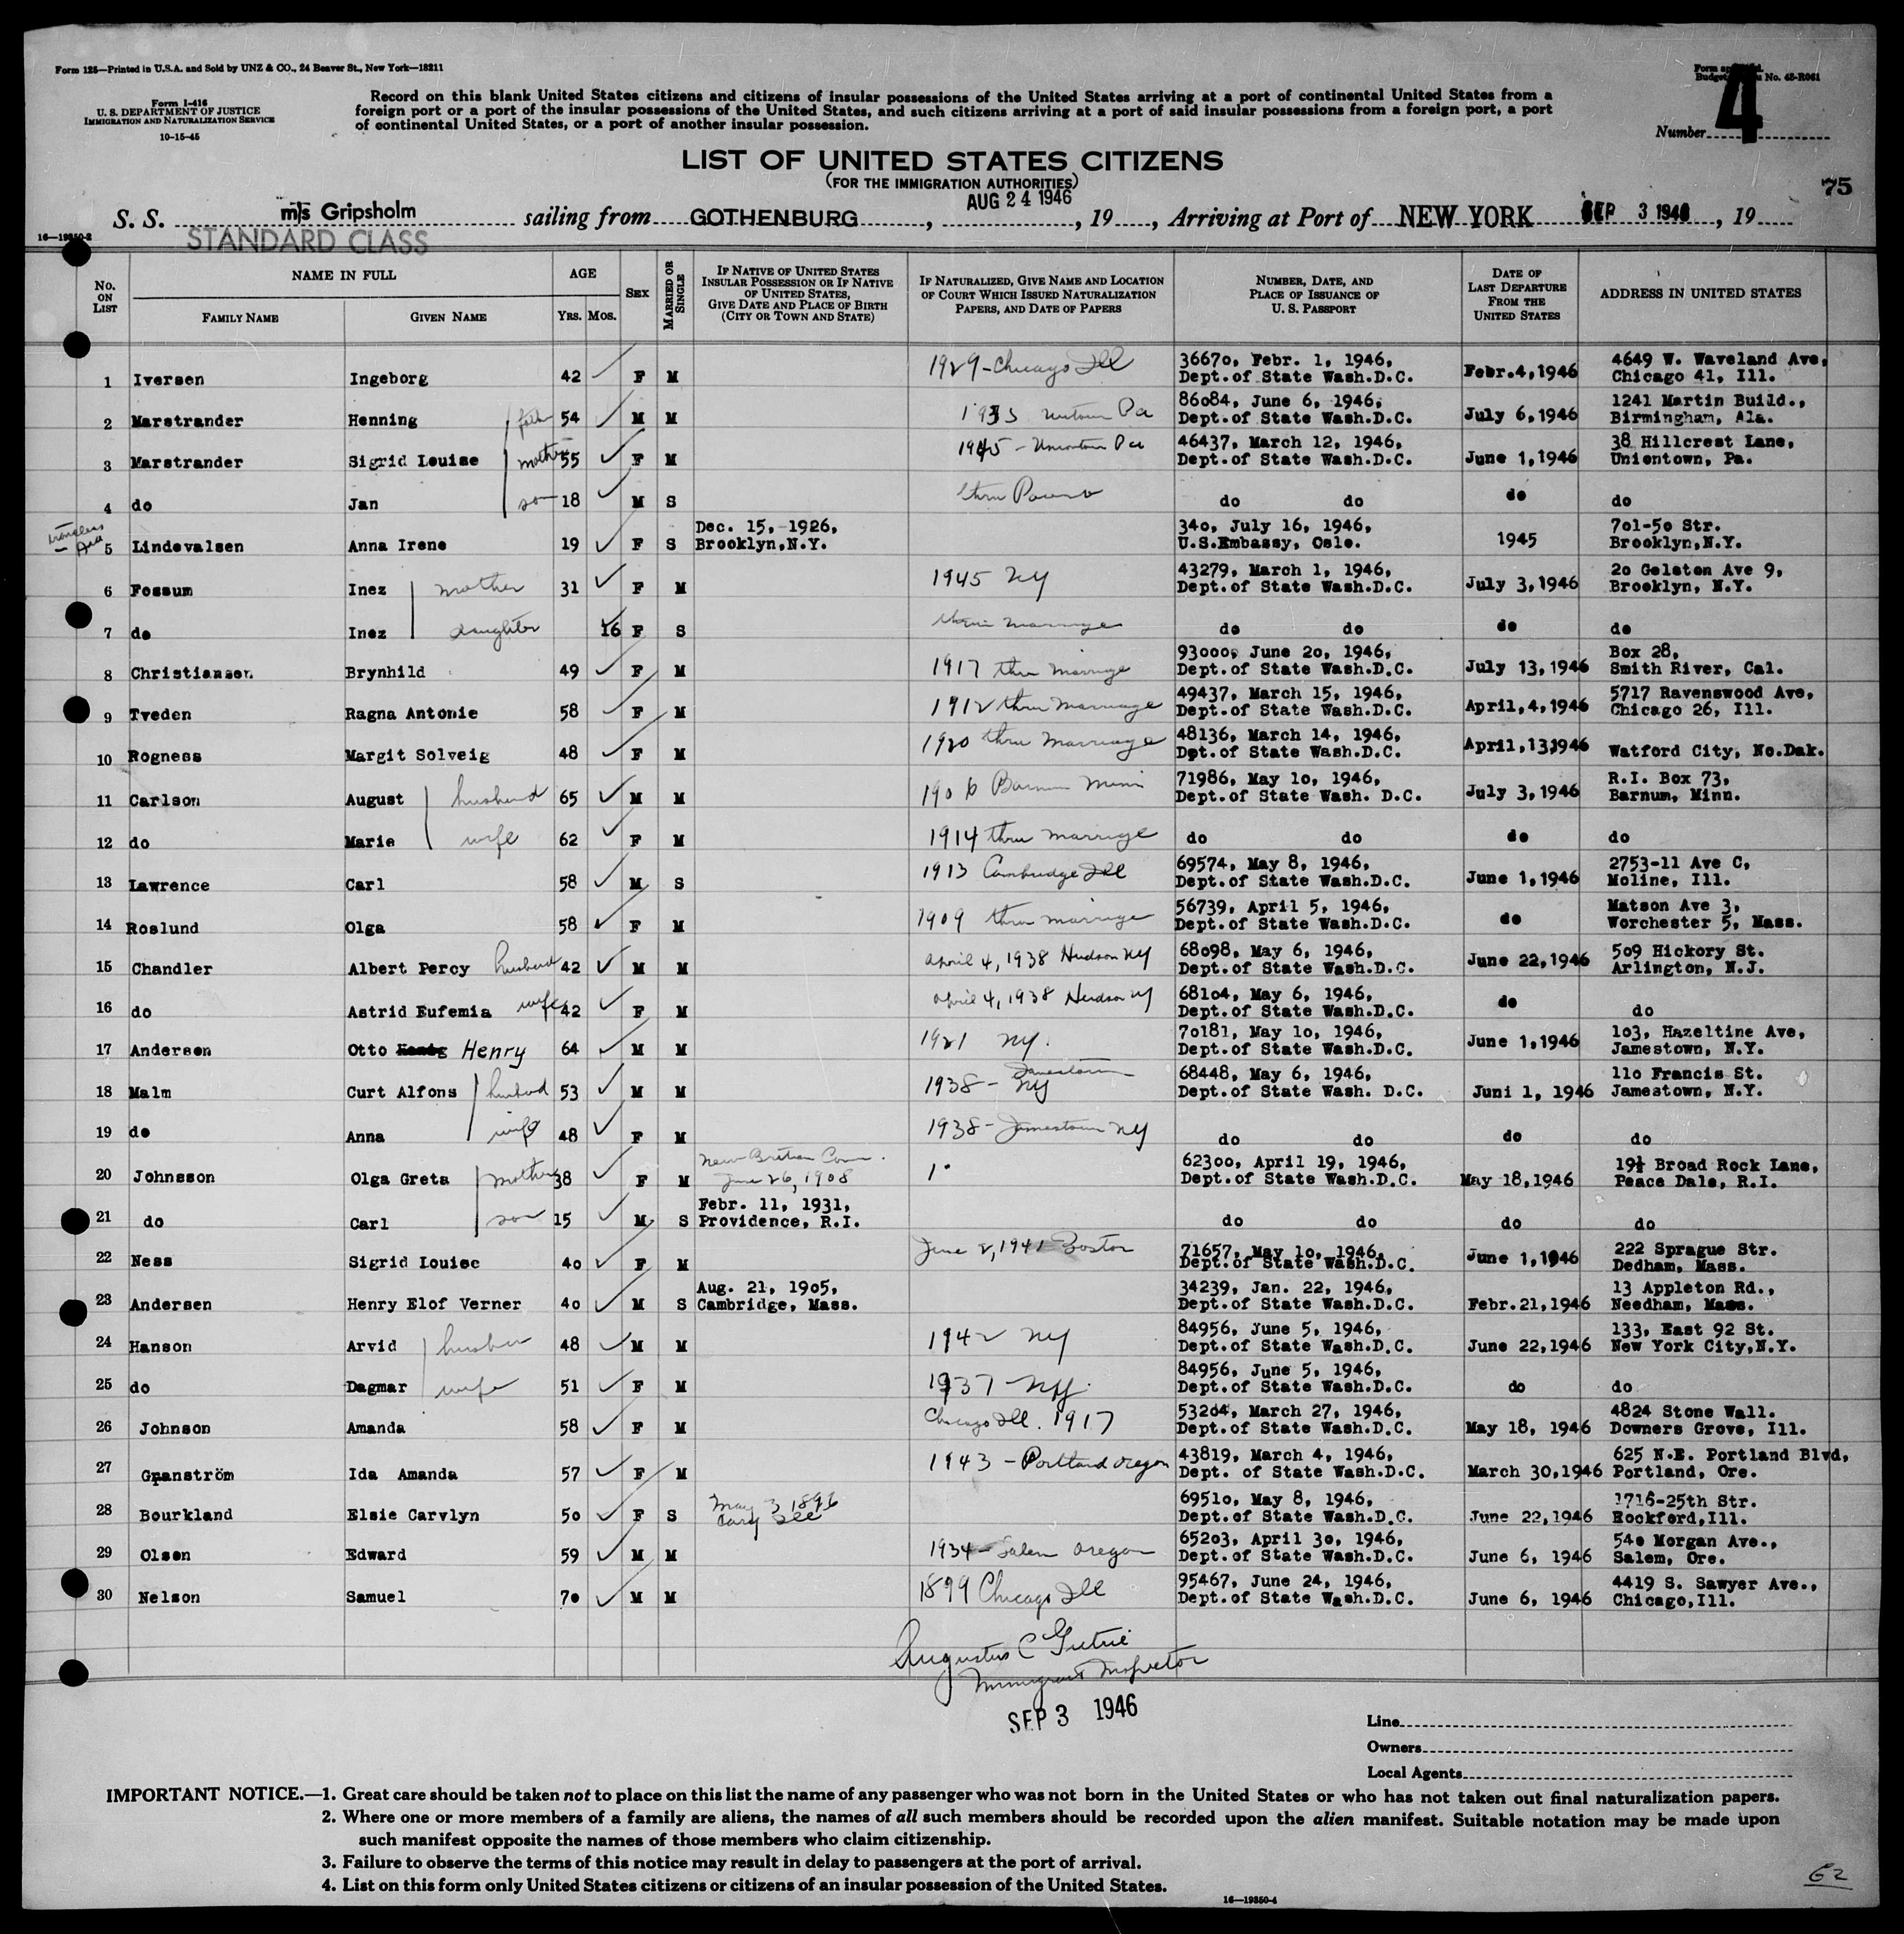 Form 125—Printed in U.S.A. and Sold by UNZ & CO., 24 Beaver St., New York—18211
Form I-416
U. S. DEPARTMENT OF JUSTICE
IMMIGRATION AND NATURALIZATION SERVICE
10-15-45
Record on this blank United States citizens and citizens of insular possessions of the United States arriving at a port of continental United States from a
foreign port or a port of the insular possessions of the United States, and such citizens arriving at a port of said insular possessions from a foreign port, a port
of continental United States, or a port of another insular possession.
No. 43-R061
Number 4
LIST OF UNITED STATES CITIZENS
(FOR THE IMMIGRATION AUTHORITIES)
75
S. S. m/s Gripsholm sailing from GOTHENBURG, AUG 24 1946, 19, Arriving at Port of NEW YORK SEP 3 1946, 19
16—19350-2
STANDARD CLASS
NO. ON LIST NAME IN FULL FAMILY NAME GIVEN NAME AGE YRS. MOS. SEX MARRIED OR SINGLE IF NATIVE OF UNITED STATES INSULAR POSSESSION OR IF NATIVE OF UNITED STATES, GIVE DATE AND PLACE OF BIRTH (CITY OR TOWN AND STATE) IF NATURALIZED, GIVE NAME AND LOCATION OF COURT WHICH ISSUED NATURALIZATION PAPERS, AND DATE OF PAPERS NUMBER, DATE, AND PLACE OF ISSUANCE OF U. S. PASSPORT DATE OF LAST DEPARTURE FROM THE UNITED STATES ADDRESS IN UNITED STATES
1 Iversen Ingeborg 42 F M 1929-Chicago Ill 36670, Febr. 1, 1946, Dept.of State Wash.D.C. Febr.4,1946 4649 W. Waveland Ave, Chicago 41, Ill.
2 Marstrander Henning 54 M M 1935 Pa 86084, June 6, 1946, Dept.of State Wash.D.C. July 6,1946 1241 Martin Build., Birmingham, Ala.
3 Marstrander Sigrid Louise mother 55 F M 1945 - Uniontown Pa 46437, March 12, 1946, Dept.of State Wash.D.C. June 1,1946 38 Hillcrest Lane, Uniontown, Pa.
4 do Jan son 18 M S thru do do do do
5 Lindevalsen Anna Irene 19 F S Dec. 15, 1926, Brooklyn,N.Y. 340, July 16, 1946, U.S.Embassy, Oslo. 1945 701-50 Str. Brooklyn,N.Y.
6 Fossum Inez mother 31 F M 1945 NY 43279, March 1, 1946, Dept.of State Wash.D.C. July 3,1946 20 Gelston Ave 9, Brooklyn, N.Y.
7 do Inez daughter 16 F S marriage do do do do
8 Christiansen Brynhild 49 F M 1917 thru marriage 93000, June 20, 1946, Dept.of State Wash.D.C. July 13,1946 Box 28, Smith River, Cal.
9 Tveden Ragna Antonie 58 F M 1912 thru marriage 49437, March 15, 1946, Dept.of State Wash.D.C. April,4,1946 5717 Ravenswood Ave, Chicago 26, Ill.
10 Rogness Margit Solveig 48 F M 1920 thru marriage 48136, March 14, 1946, Dpt.of State Wash.D.C. April,13,1946 Watford City, No.Dak.
11 Carlson August husband 65 M M 1906 Barnum Minn 71986, May 10, 1946, Dept.of State Wash. D.C. July 3,1946 R.I. Box 73, Barnum, Minn.
12 do Marie wife 62 F M 1914 thru marriage do do do do
13 Lawrence Carl 58 M S 1913 Cambridge Ill 69574, May 8, 1946, Dept.of State Wash.D.C. June 1,1946 2753-11 Ave C, Moline, Ill.
14 Roslund Olga 58 F M 1909 thru marriage 56739, April 5, 1946, Dept.of State Wash.D.C. do Matson Ave 3, Worchester 5, Mass.
15 Chandler Albert Percy husband 42 M M April 4, 1938 Hudson NY 68098, May 6, 1946, Dept.of State Wash.D.C. June 22,1946 509 Hickory St. Arlington, N.J.
16 do Astrid Eufemia wife 42 F M April 4, 1938 Hudson NY 68104, May 6, 1946, Dept.of State Wash.D.C. do do
17 Andersen Otto Henry 64 M M 1921 NY. 70181, May 10, 1946, Dept.of State Wash.D.C. June 1,1946 103, Hazeltine Ave, Jamestown, N.Y.
18 Malm Curt Alfons husband 53 M M 1938 - Jamestown NY 68448, May 6, 1946, Dept.of State Wash. D.C. Juni 1, 1946 110 Francis St. Jamestown, N.Y.
19 do Anna wife 48 F M 1938 - Jamestown NY do do do do
20 Johnsson Olga Greta mother 38 F M New Britain Conn. June 26, 1908 62300, April 19, 1946, Dept.of State Wash.D.C. May 18,1946 19½ Broad Rock Lane, Peace Dale, R.I.
21 do Carl son 15 M S Febr. 11, 1931, Providence, R.I. do do do do
22 Ness Sigrid Louise 40 F M June 2, 1941 Boston 71657, May 10, 1946, Dept.of State Wash.D.C. June 1,1946 222 Sprague Str. Dedham, Mass.
23 Andersen Henry Elof Verner 40 M S Aug. 21, 1905, Cambridge, Mass. 34239, Jan. 22, 1946, Dept.of State Wash.D.C. Febr.21,1946 13 Appleton Rd., Needham, Mass.
24 Hanson Arvid 48 M M 1942 NY 84956, June 5, 1946, Dept.of State Wash.D.C. June 22,1946 133, East 92 St. New York City,N.Y.
25 do Dagmar wife 51 F M 1937 - NY. 84956, June 5, 1946, Dept.of State Wash.D.C. do do
26 Johnson Amanda 58 F M Chicago Ill. 1917 53204, March 27, 1946, Dept.of State Wash.D.C. May 18, 1946 4824 Stone Wall. Downers Grove, Ill.
27 Granström Ida Amanda 57 F M 1943 - Portland Oregon 43819, March 4, 1946, Dept. of State Wash.D.C. March 30,1946 625 N.E. Portland Blvd, Portland, Ore.
28 Bourkland Elsie Carvlyn 50 F S May 3 1896 Cary Ill 69510, May 8, 1946, Dept.of State Wash.D.C. June 22,1946 1716-25th Str. Rockford,Ill.
29 Olsen Edward 59 M M 1934 - Salem Oregon 65203, April 30, 1946, Dept.of State Wash.D.C. June 6, 1946 540 Morgan Ave., Salem, Ore.
30 Nelson Samuel 70 M M 1899 Chicago Ill 95467, June 24, 1946, Dept.of State Wash.D.C. June 6, 1946 4419 S. Sawyer Ave., Chicago,Ill.
Augustus C
Immigrant Inspector
SEP 3 1946
Line
Owners
Local Agents
IMPORTANT NOTICE.—1. Great care should be taken not to place on this list the name of any passenger who was not born in the United States or who has not taken out final naturalization papers.
2. Where one or more members of a family are aliens, the names of all such members should be recorded upon the alien manifest. Suitable notation may be made upon
such manifest opposite the names of those members who claim citizenship.
3. Failure to observe the terms of this notice may result in delay to passengers at the port of arrival.
4. List on this form only United States citizens or citizens of an insular possession of the United States.
16—19350-4
62